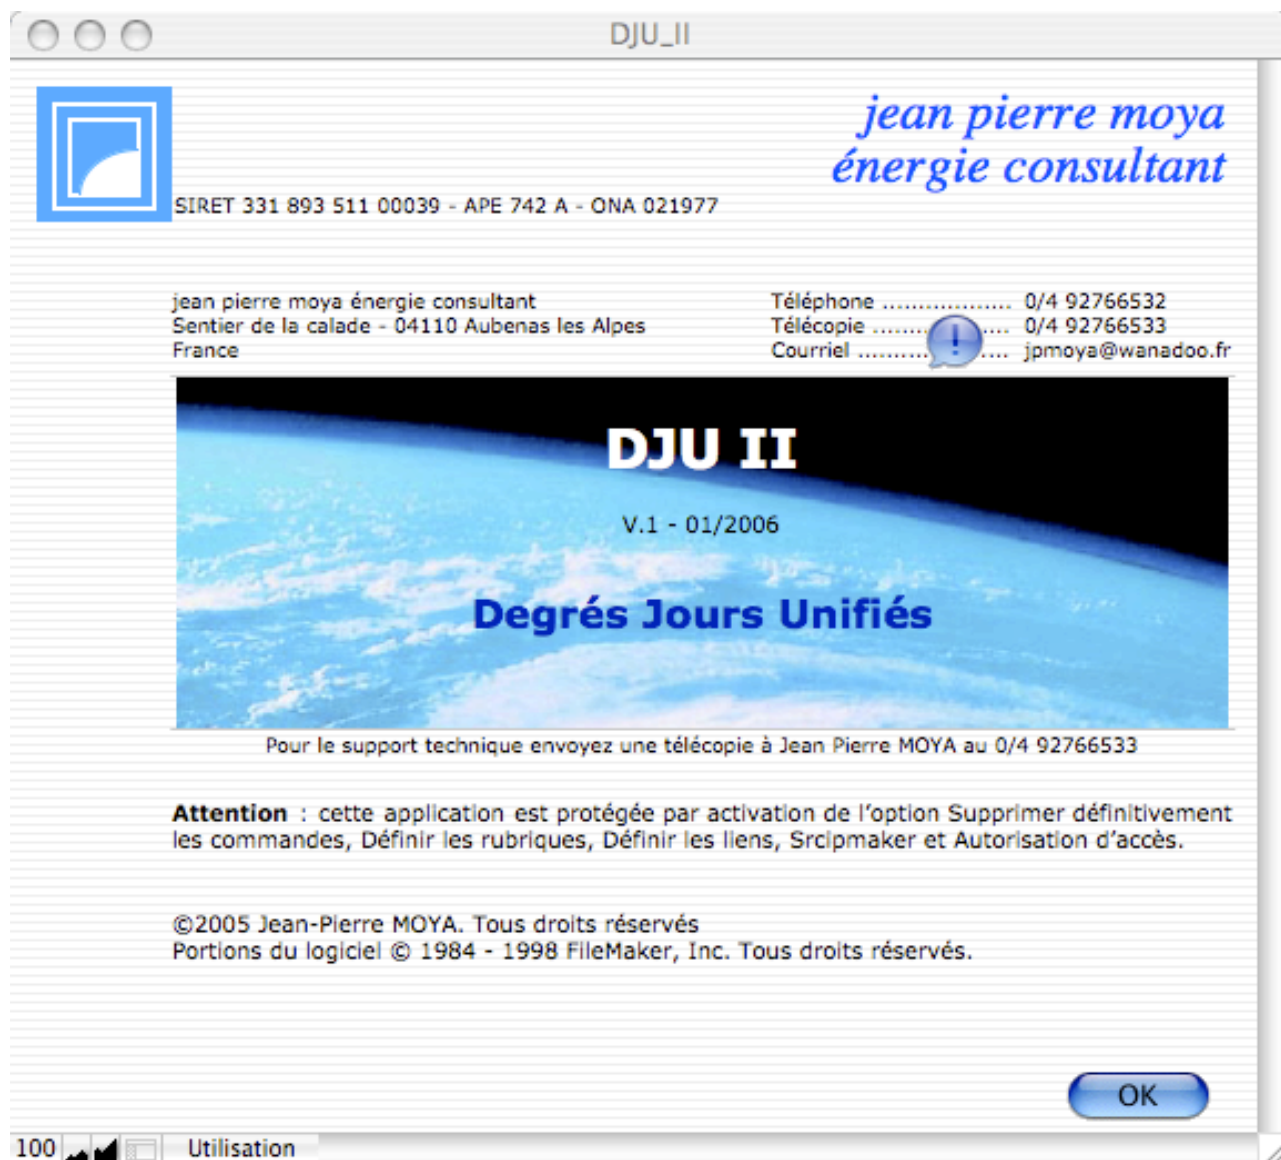 DJU_II
jean pierre moya
énergie consultant
SIRET 331 893 511 00039 - APE 742 A - ONA 021977
jean pierre moya énergie consultant
Sentier de la calade - 04110 Aubenas les Alpes
France
Téléphone .................. 0/4 92766532
Télécopie .................. 0/4 92766533
Courriel .................... jpmoya@wanadoo.fr
DJU II
V.1 - 01/2006
Degrés Jours Unifiés
Pour le support technique envoyez une télécopie à Jean Pierre MOYA au 0/4 92766533
Attention : cette application est protégée par activation de l’option Supprimer définitivement
les commandes, Définir les rubriques, Définir les liens, Srcipmaker et Autorisation d’accès.
©2005 Jean-Pierre MOYA. Tous droits réservés
Portions du logiciel © 1984 - 1998 FileMaker, Inc. Tous droits réservés.
OK
100 Utilisation